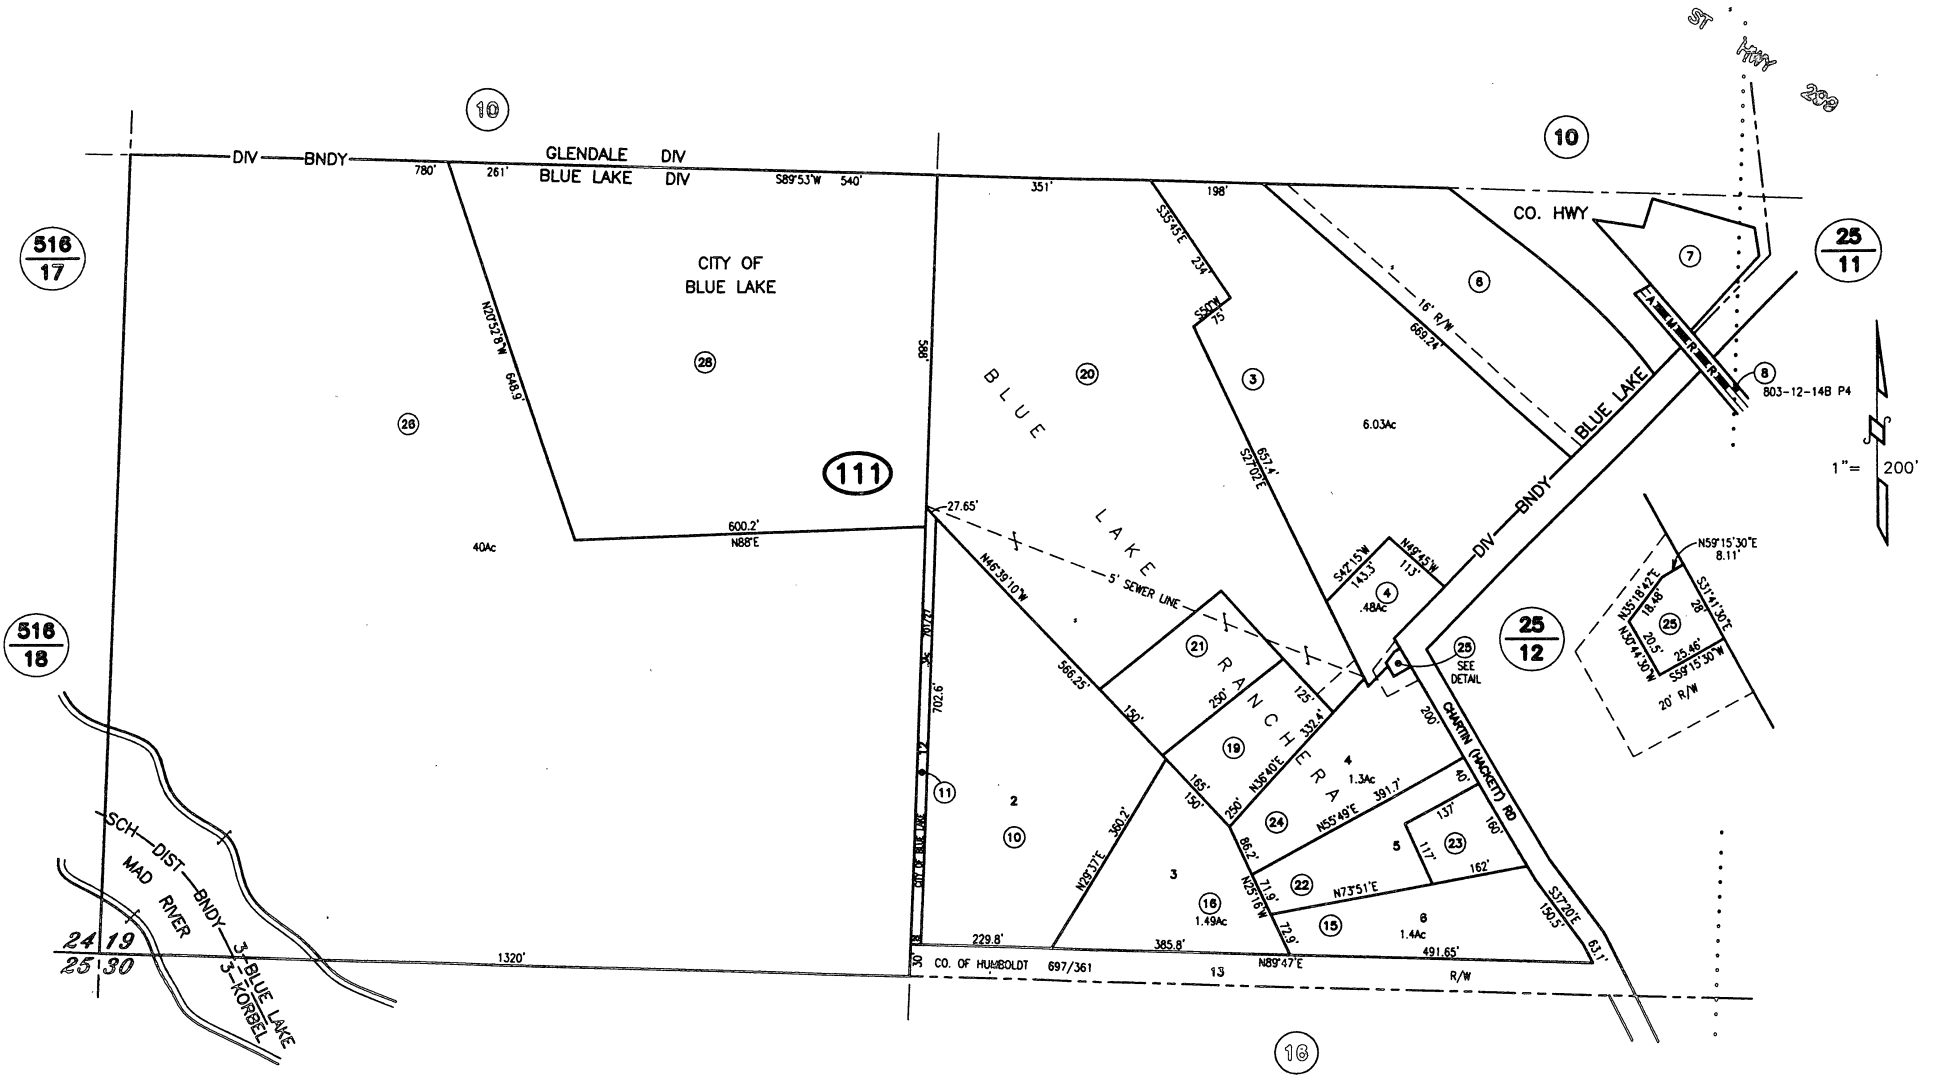 ST
HWY
299
10
10
DIV BNDY
GLENDALE DIV
BLUE LAKE DIV
780'
261'
S89°53'W 540'
351'
198'
CO. HWY
516
17
25
11
7
CITY OF
BLUE LAKE
S35°45'E
234'
S50°W
75'
6
16' R/W
669.24'
A M R R
8
803-12-14B P4
N20°52'8"W
648.9'
28
588'
BLUE LAKE RANCHERA
20
3
6.03Ac
26
DIV BNDY
BLUE LAKE
1"= 200'
111
657.4'
S27°02'E
27.65'
600.2'
N88°E
40Ac
N46°39'10"W
5' SEWER LINE
S42°15'W
143.3'
N49°45'W
113'
4
.48Ac
N59°15'30"E
8.11'
N35°18'42"E
18.48'
S31°41'30"E
28'
25
20.5'
N30°44'30"W
25.46'
S59°15'30"W
20' R/W
516
18
25
12
25
SEE
DETAIL
21
566.25'
250'
125'
150'
702.6'
701/27
19
332.4'
N36°40'E
200'
CHARTIN (HACKETT) RD
165'
150'
250'
4
1.3Ac
40'
12
11
2
10
360.2'
N29°37'E
24
391.7'
N55°49'E
137'
160'
117'
23
5
162'
86.2'
71.9'
N25°16'W
22
N73°51'E
CITY OF BLUE LAKE
3
16
1.49Ac
72.9'
15
6
1.4Ac
S37°20'E
150.5'
63.1'
SCH DIST BNDY
MAD
RIVER
3-BLUE LAKE
3-KORBEL
24 19
25 30
1320'
30'
229.8'
385.8'
491.65'
CO. OF HUMBOLDT 697/361
13
N89°47'E
R/W
16